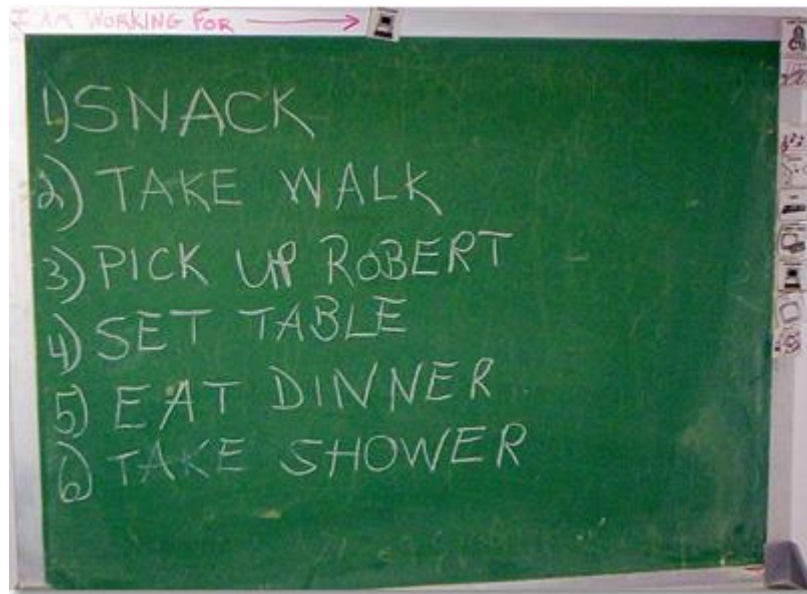 I AM WORKING FOR
1) SNACK
2) TAKE WALK
3) PICK UP ROBERT
4) SET TABLE
5) EAT DINNER
6) TAKE SHOWER